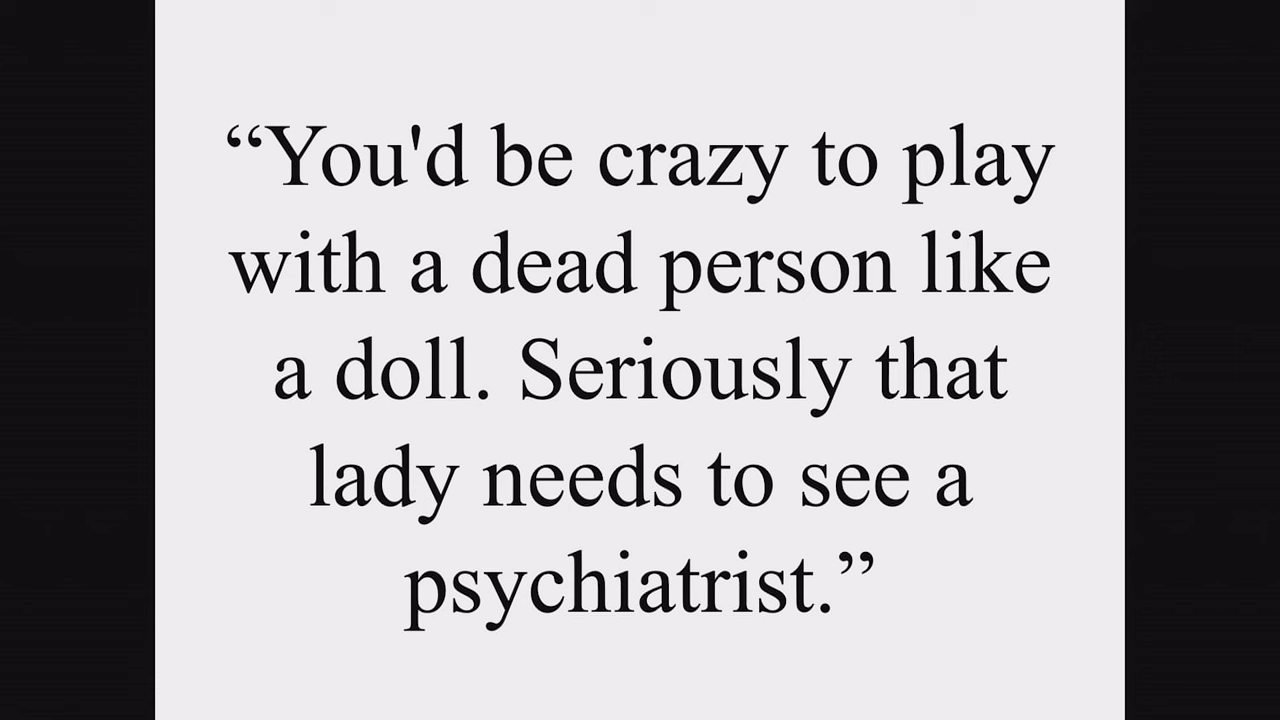 “You'd be crazy to play
with a dead person like
a doll. Seriously that
lady needs to see a
psychiatrist.”